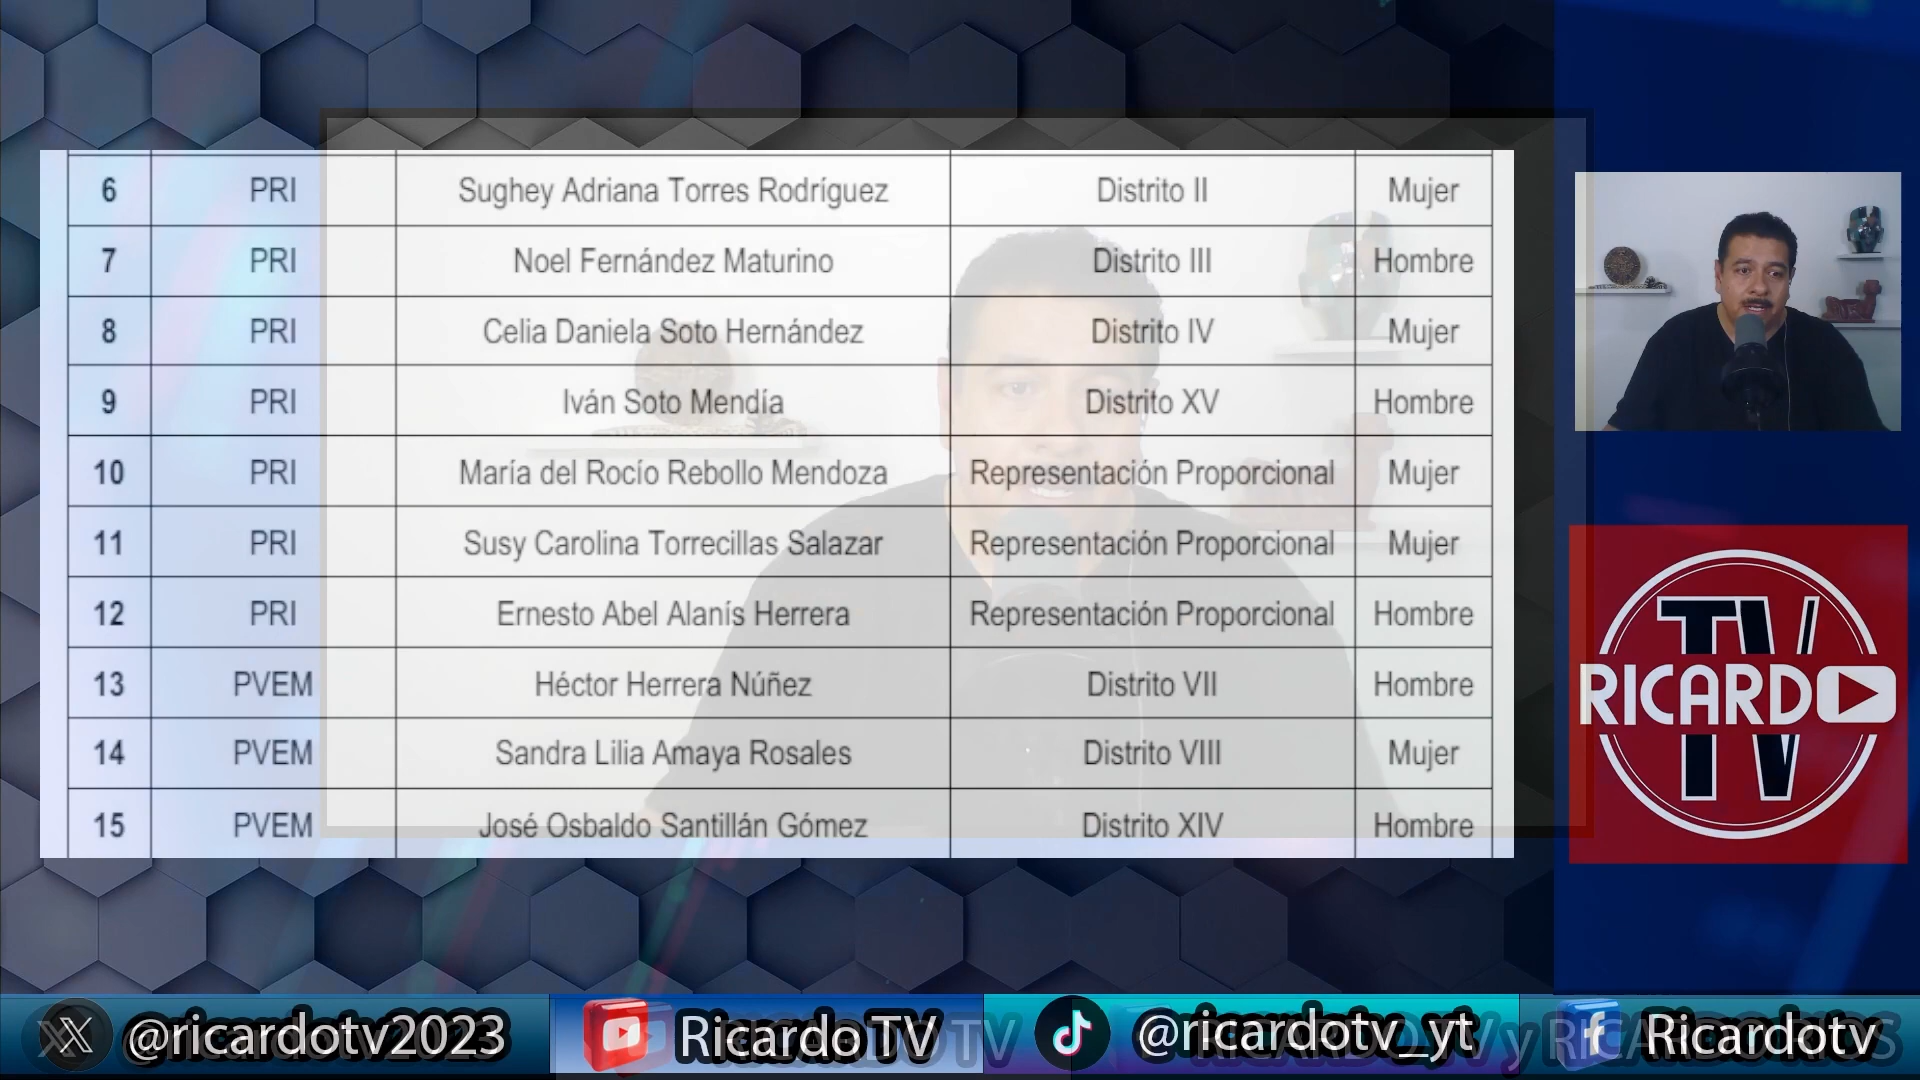 6 PRI Sughey Adriana Torres Rodríguez Distrito II Mujer
7 PRI Noel Fernández Maturino Distrito III Hombre
8 PRI Celia Daniela Soto Hernández Distrito IV Mujer
9 PRI Iván Soto Mendía Distrito XV Hombre
10 PRI María del Rocío Rebollo Mendoza Representación Proporcional Mujer
11 PRI Susy Carolina Torrecillas Salazar Representación Proporcional Mujer
12 PRI Ernesto Abel Alanís Herrera Representación Proporcional Hombre
13 PVEM Héctor Herrera Núñez Distrito VII Hombre
14 PVEM Sandra Lilia Amaya Rosales Distrito VIII Mujer
15 PVEM José Osbaldo Santillán Gómez Distrito XIV Hombre
TV
RICARDO
TV
@ricardotv2023 RicardoTV @ricardotv_yt Ricardotv